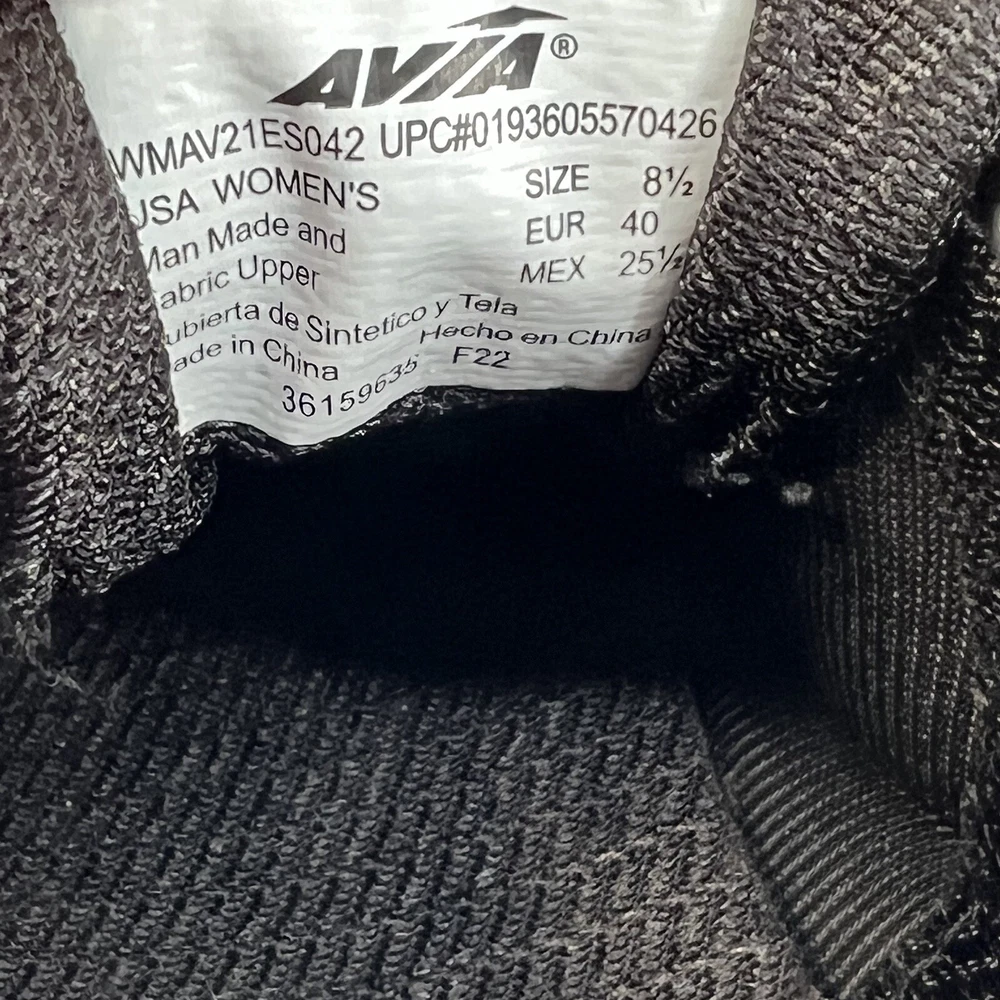 AVIA®
WMAV21ES042 UPC#0193605570426
USA WOMEN'S SIZE 8½
Man Made and EUR 40
abric Upper MEX 25½
ubierta de Sintetico y Tela
ade in China Hecho en China
36159635 F22